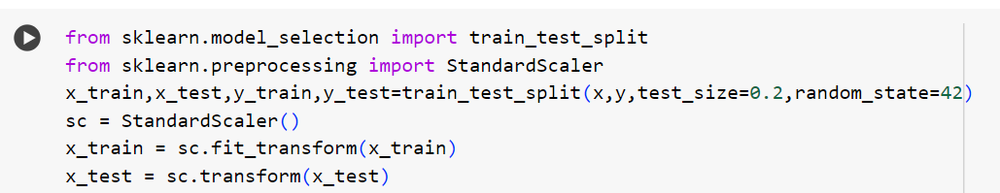 from sklearn.model_selection import train_test_split
from sklearn.preprocessing import StandardScaler
x_train,x_test,y_train,y_test=train_test_split(x,y,test_size=0.2,random_state=42)
sc = StandardScaler()
x_train = sc.fit_transform(x_train)
x_test = sc.transform(x_test)